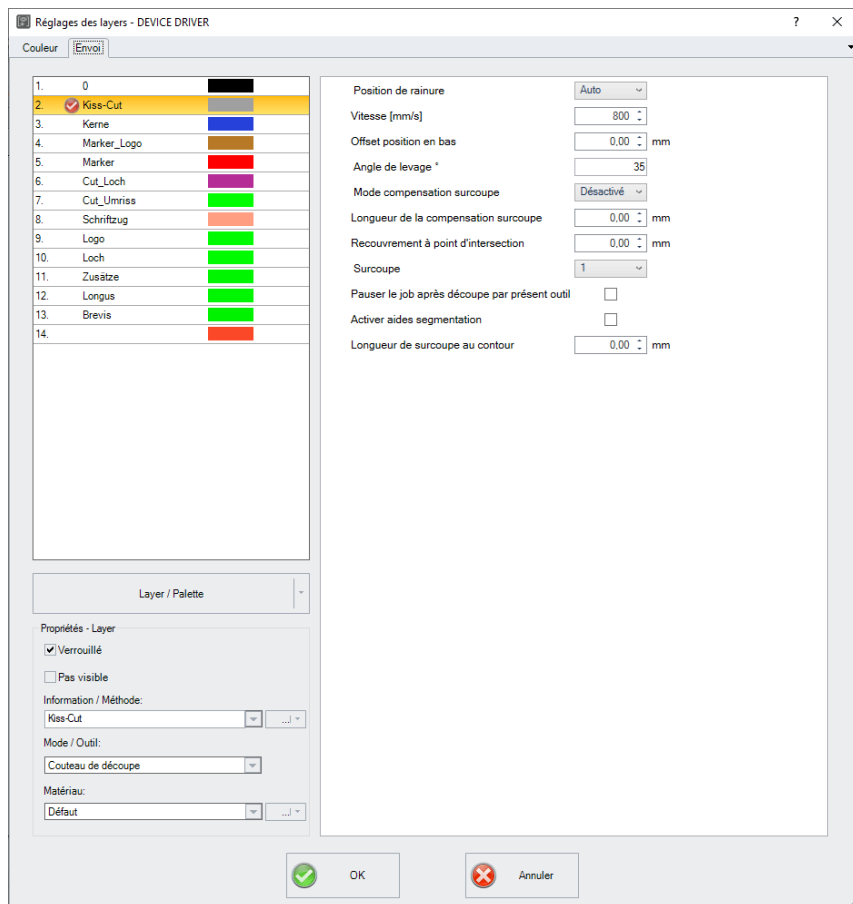 Réglages des layers - DEVICE DRIVER
?
Couleur Envoi
1. 0
2. Kiss-Cut
3. Kerne
4. Marker_Logo
5. Marker
6. Cut_Loch
7. Cut_Umriss
8. Schriftzug
9. Logo
10. Loch
11. Zusätze
12. Longus
13. Brevis
14.
Layer / Palette
Propriétés - Layer
Verrouillé
Pas visible
Information / Méthode:
Kiss-Cut
...
Mode / Outil:
Couteau de découpe
Matériau:
Défaut
...
Position de rainure Auto
Vitesse [mm/s] 800
Offset position en bas 0,00 mm
Angle de levage ° 35
Mode compensation surcoupe Désactivé
Longueur de la compensation surcoupe 0,00 mm
Recouvrement à point d'intersection 0,00 mm
Surcoupe 1
Pauser le job après découpe par présent outil
Activer aides segmentation
Longueur de surcoupe au contour 0,00 mm
OK
Annuler